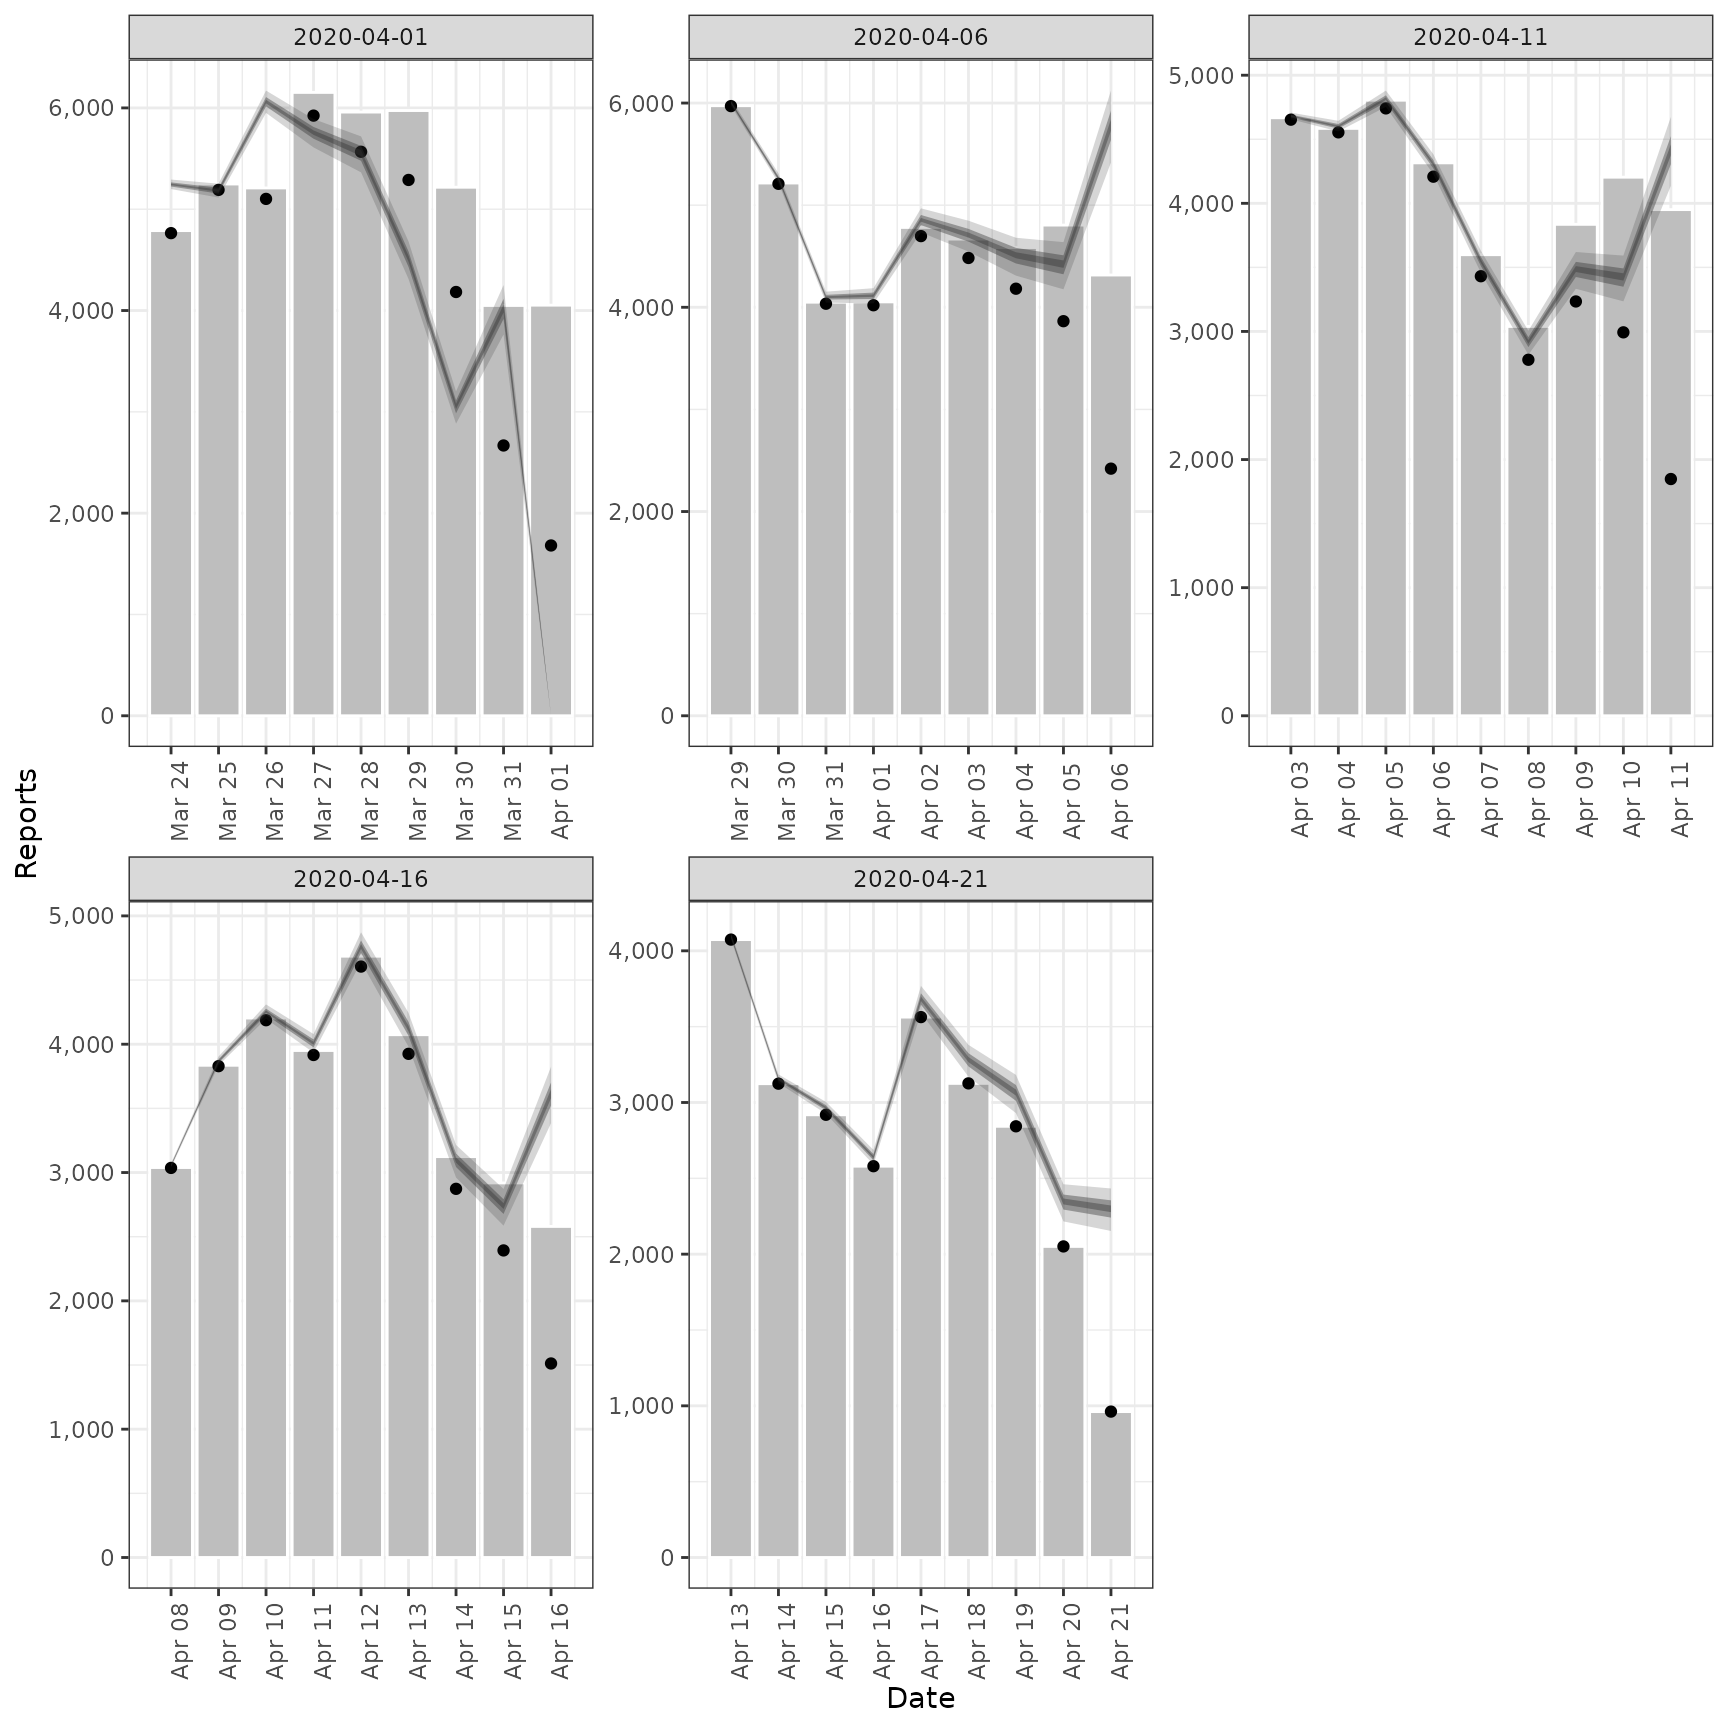 2020-04-01
2020-04-06
2020-04-11
6,000
4,000
2,000
0
6,000
4,000
2,000
0
5,000
4,000
3,000
2,000
1,000
0
Mar 24
Mar 25
Mar 26
Mar 27
Mar 28
Mar 29
Mar 30
Mar 31
Apr 01
Mar 29
Mar 30
Mar 31
Apr 01
Apr 02
Apr 03
Apr 04
Apr 05
Apr 06
Apr 03
Apr 04
Apr 05
Apr 06
Apr 07
Apr 08
Apr 09
Apr 10
Apr 11
Reports
2020-04-16
2020-04-21
5,000
4,000
3,000
2,000
1,000
0
4,000
3,000
2,000
1,000
0
Apr 08
Apr 09
Apr 10
Apr 11
Apr 12
Apr 13
Apr 14
Apr 15
Apr 16
Apr 13
Apr 14
Apr 15
Apr 16
Apr 17
Apr 18
Apr 19
Apr 20
Apr 21
Date